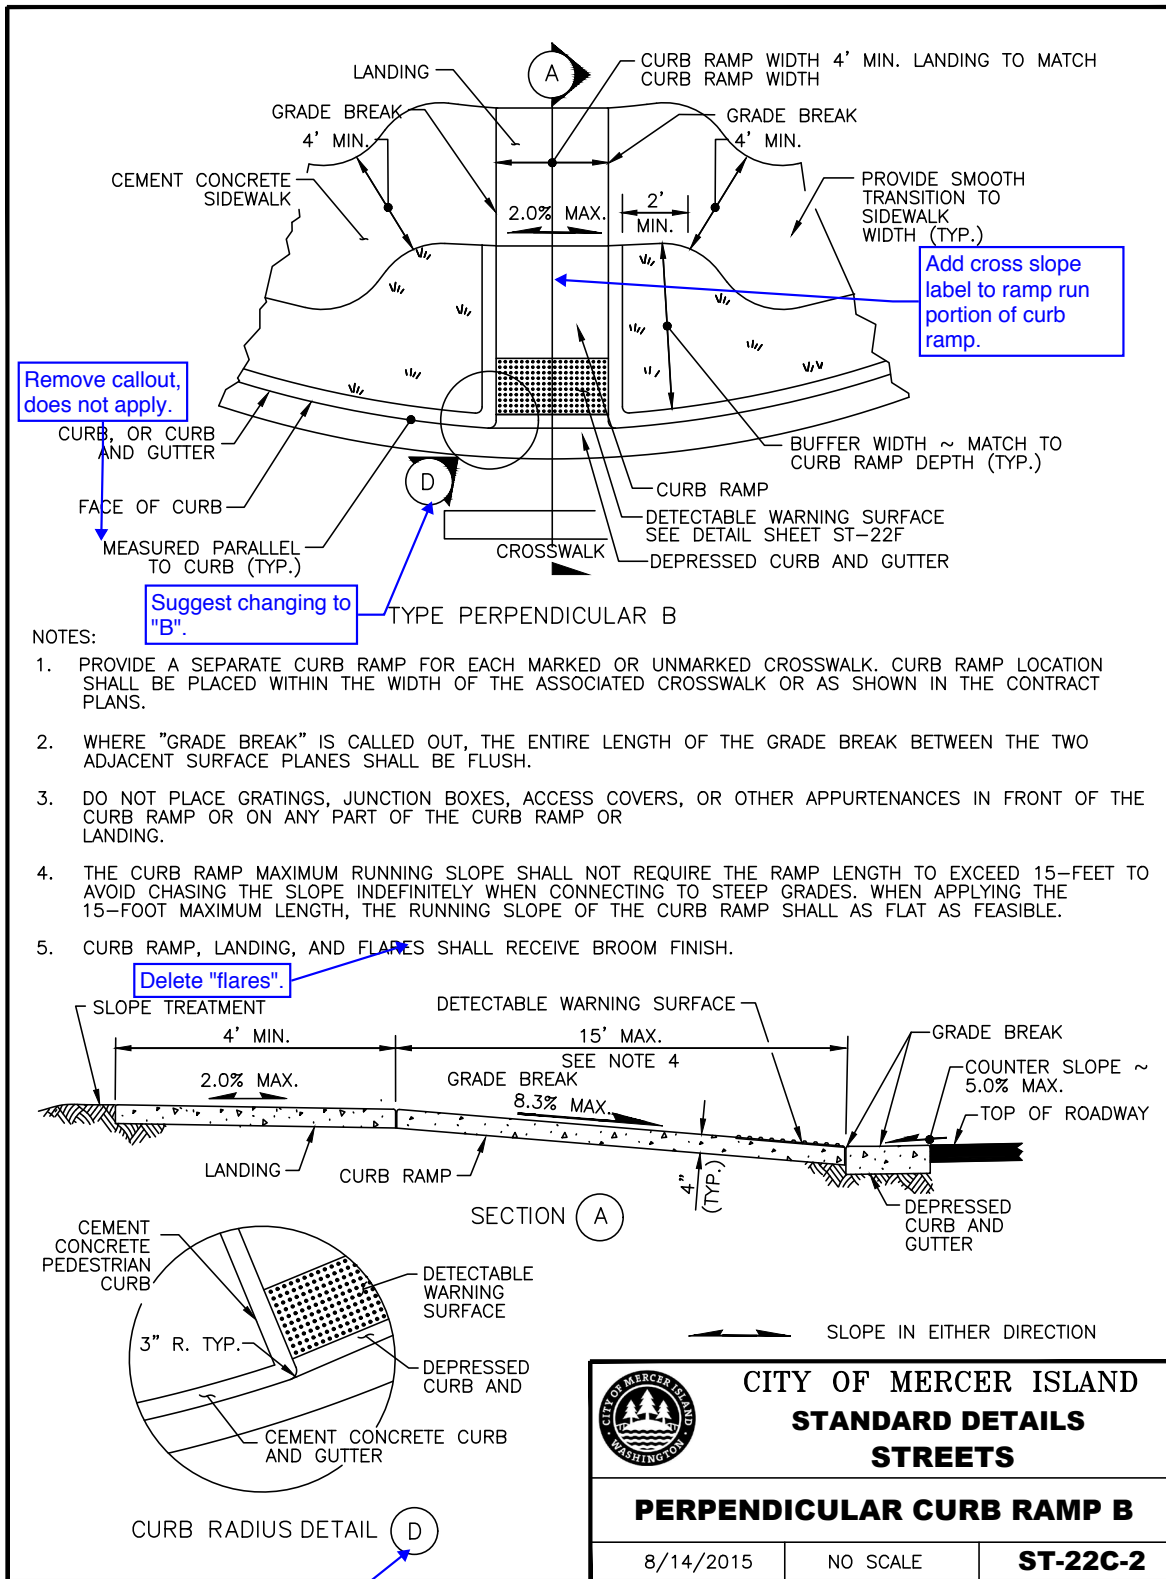 LANDING
A
CURB RAMP WIDTH 4' MIN. LANDING TO MATCH
CURB RAMP WIDTH
GRADE BREAK
GRADE BREAK
4' MIN.
4' MIN.
CEMENT CONCRETE
SIDEWALK
PROVIDE SMOOTH
TRANSITION TO
SIDEWALK
WIDTH (TYP.)
2.0% MAX.
2'
MIN.
Add cross slope
label to ramp run
portion of curb
ramp.
Remove callout,
does not apply.
CURB, OR CURB
AND GUTTER
BUFFER WIDTH ~ MATCH TO
CURB RAMP DEPTH (TYP.)
D
CURB RAMP
FACE OF CURB
DETECTABLE WARNING SURFACE
SEE DETAIL SHEET ST-22F
MEASURED PARALLEL
TO CURB (TYP.)
CROSSWALK
DEPRESSED CURB AND GUTTER
Suggest changing to
"B".
TYPE PERPENDICULAR B
NOTES:
1. PROVIDE A SEPARATE CURB RAMP FOR EACH MARKED OR UNMARKED CROSSWALK. CURB RAMP LOCATION
SHALL BE PLACED WITHIN THE WIDTH OF THE ASSOCIATED CROSSWALK OR AS SHOWN IN THE CONTRACT
PLANS.
2. WHERE "GRADE BREAK" IS CALLED OUT, THE ENTIRE LENGTH OF THE GRADE BREAK BETWEEN THE TWO
ADJACENT SURFACE PLANES SHALL BE FLUSH.
3. DO NOT PLACE GRATINGS, JUNCTION BOXES, ACCESS COVERS, OR OTHER APPURTENANCES IN FRONT OF THE
CURB RAMP OR ON ANY PART OF THE CURB RAMP OR
LANDING.
4. THE CURB RAMP MAXIMUM RUNNING SLOPE SHALL NOT REQUIRE THE RAMP LENGTH TO EXCEED 15-FEET TO
AVOID CHASING THE SLOPE INDEFINITELY WHEN CONNECTING TO STEEP GRADES. WHEN APPLYING THE
15-FOOT MAXIMUM LENGTH, THE RUNNING SLOPE OF THE CURB RAMP SHALL AS FLAT AS FEASIBLE.
5. CURB RAMP, LANDING, AND FLARES SHALL RECEIVE BROOM FINISH.
Delete "flares".
SLOPE TREATMENT
DETECTABLE WARNING SURFACE
4' MIN.
15' MAX.
SEE NOTE 4
GRADE BREAK
COUNTER SLOPE ~
5.0% MAX.
2.0% MAX.
GRADE BREAK
8.3% MAX.
TOP OF ROADWAY
LANDING
CURB RAMP
4"
(TYP.)
DEPRESSED
CURB AND
GUTTER
SECTION A
CEMENT
CONCRETE
PEDESTRIAN
CURB
DETECTABLE
WARNING
SURFACE
3" R. TYP.
DEPRESSED
CURB AND
CEMENT CONCRETE CURB
AND GUTTER
SLOPE IN EITHER DIRECTION
CURB RADIUS DETAIL D
CITY OF MERCER ISLAND
WASHINGTON
CITY OF MERCER ISLAND
STANDARD DETAILS
STREETS
PERPENDICULAR CURB RAMP B
8/14/2015
NO SCALE
ST-22C-2